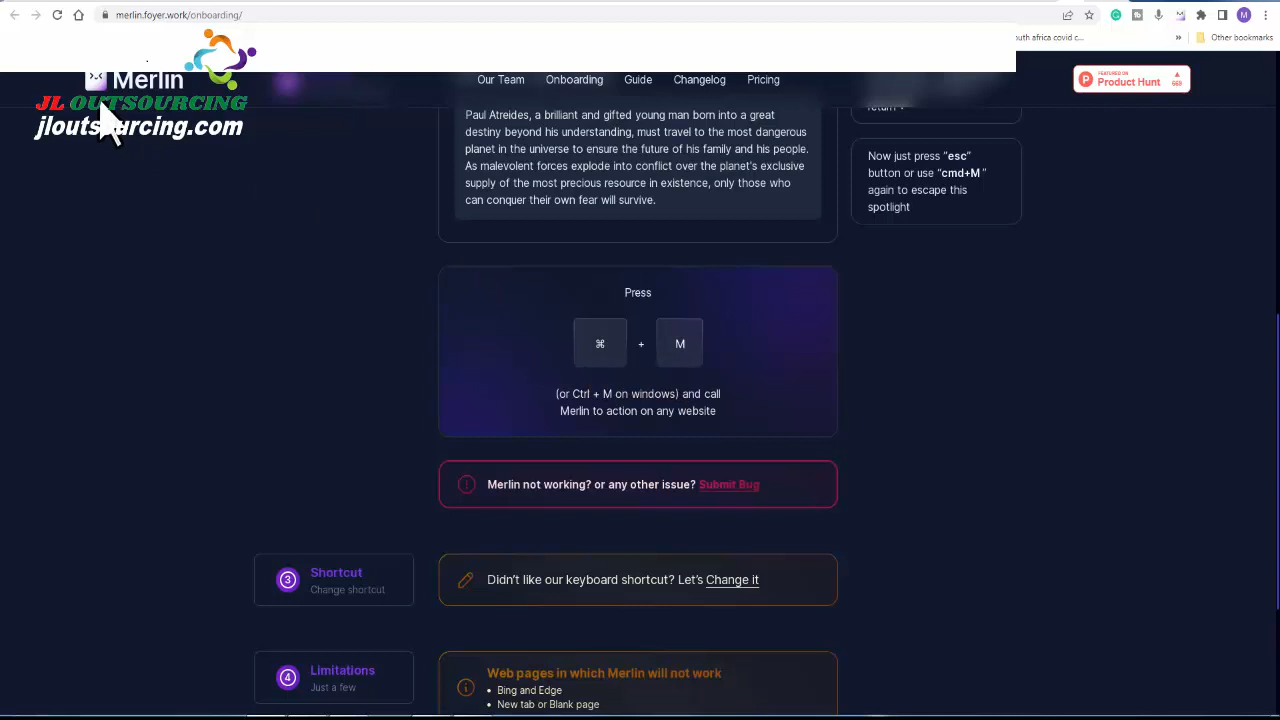 merlin.foyer.work/onboarding/
M
outh africa covid c...
»
Other bookmarks
Merlin
JL OUTSOURCING
jloutsourcing.com
Our Team
Onboarding
Guide
Changelog
Pricing
FEATURED ON
Product Hunt
return
Paul Atreides, a brilliant and gifted young man born into a great
destiny beyond his understanding, must travel to the most dangerous
planet in the universe to ensure the future of his family and his people.
As malevolent forces explode into conflict over the planet's exclusive
supply of the most precious resource in existence, only those who
can conquer their own fear will survive.
Now just press "esc"
button or use "cmd+M "
again to escape this
spotlight
Press
⌘ + M
(or Ctrl + M on windows) and call
Merlin to action on any website
Merlin not working? or any other issue? Submit Bug
3
Shortcut
Change shortcut
Didn't like our keyboard shortcut? Let's Change it
4
Limitations
Just a few
Web pages in which Merlin will not work
• Bing and Edge
• New tab or Blank page